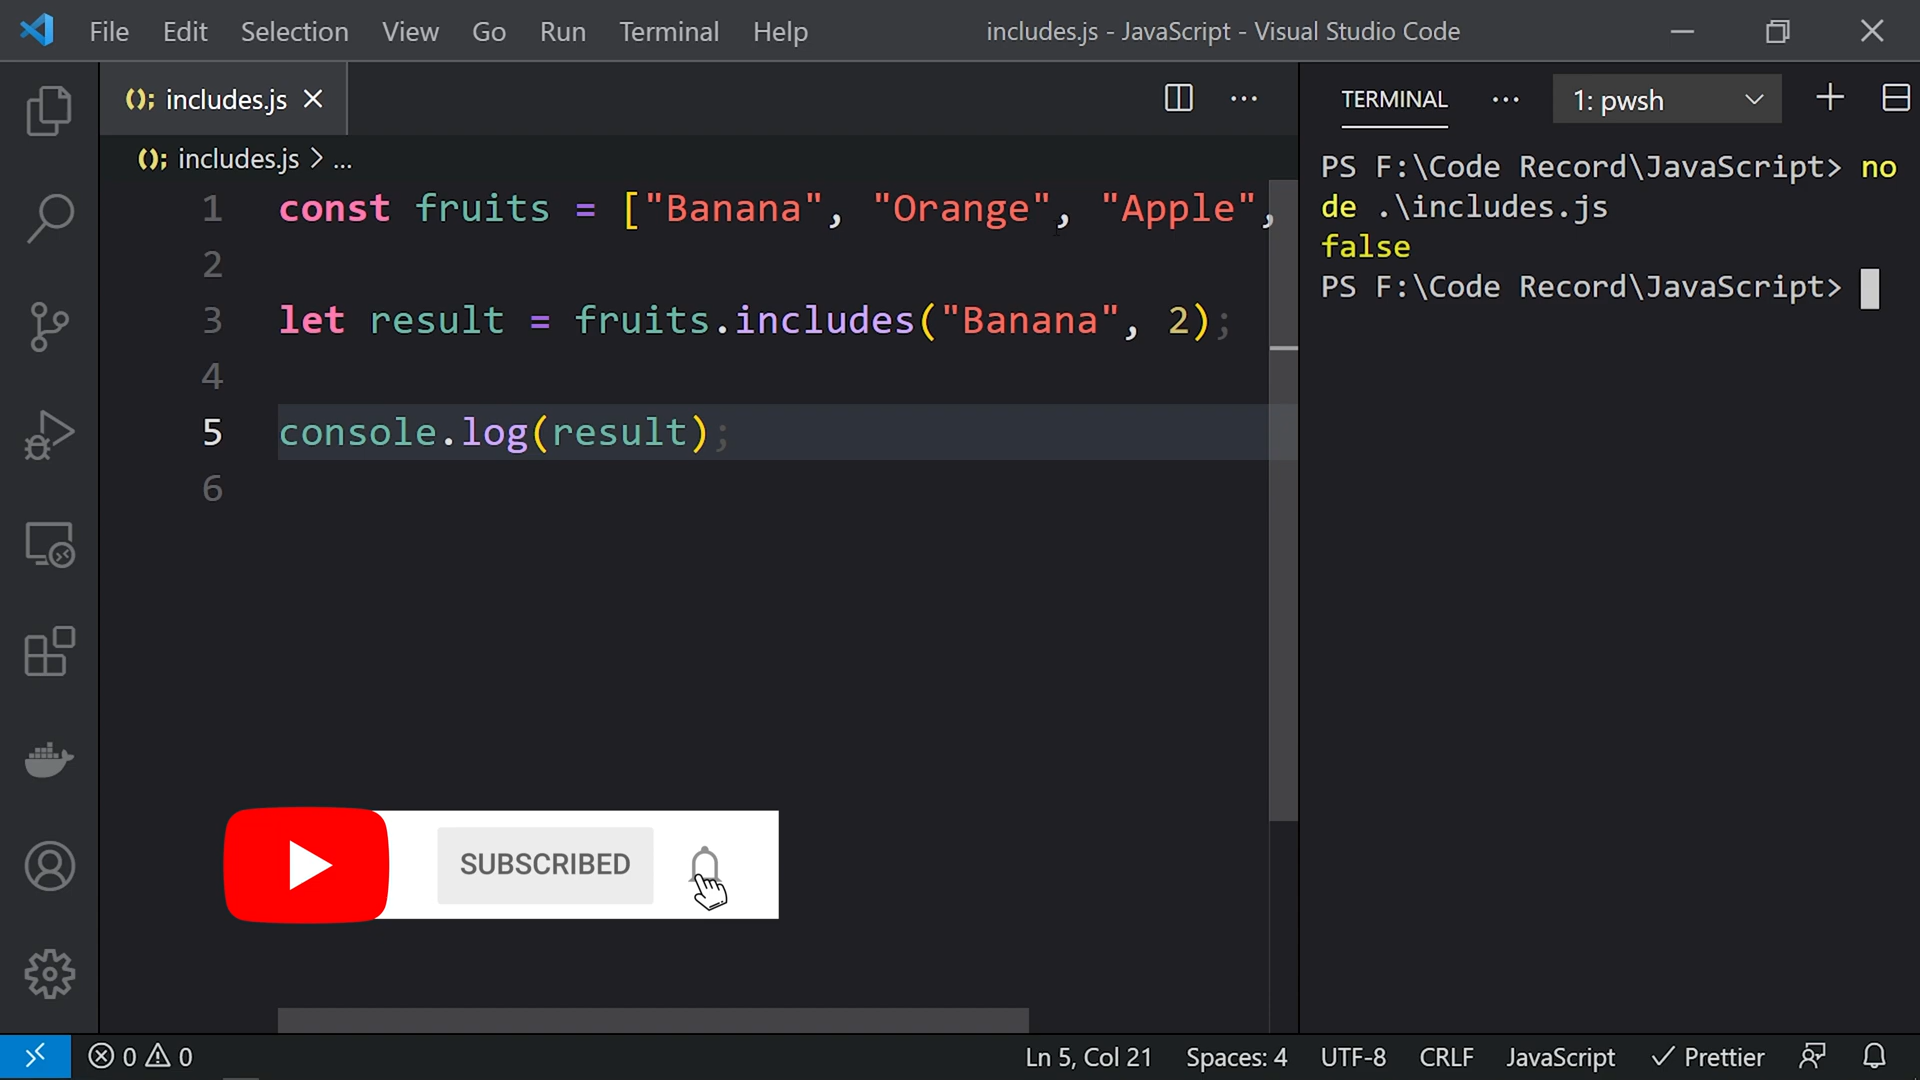 File Edit Selection View Go Run Terminal Help includes.js - JavaScript - Visual Studio Code
(); includes.js
(); includes.js > ...
1 const fruits = ["Banana", "Orange", "Apple",
2
3 let result = fruits.includes("Banana", 2);
4
5 console.log(result);
6
TERMINAL 1: pwsh
PS F:\Code Record\JavaScript> no
de .\includes.js
false
PS F:\Code Record\JavaScript>
SUBSCRIBED
0 0 Ln 5, Col 21 Spaces: 4 UTF-8 CRLF JavaScript Prettier